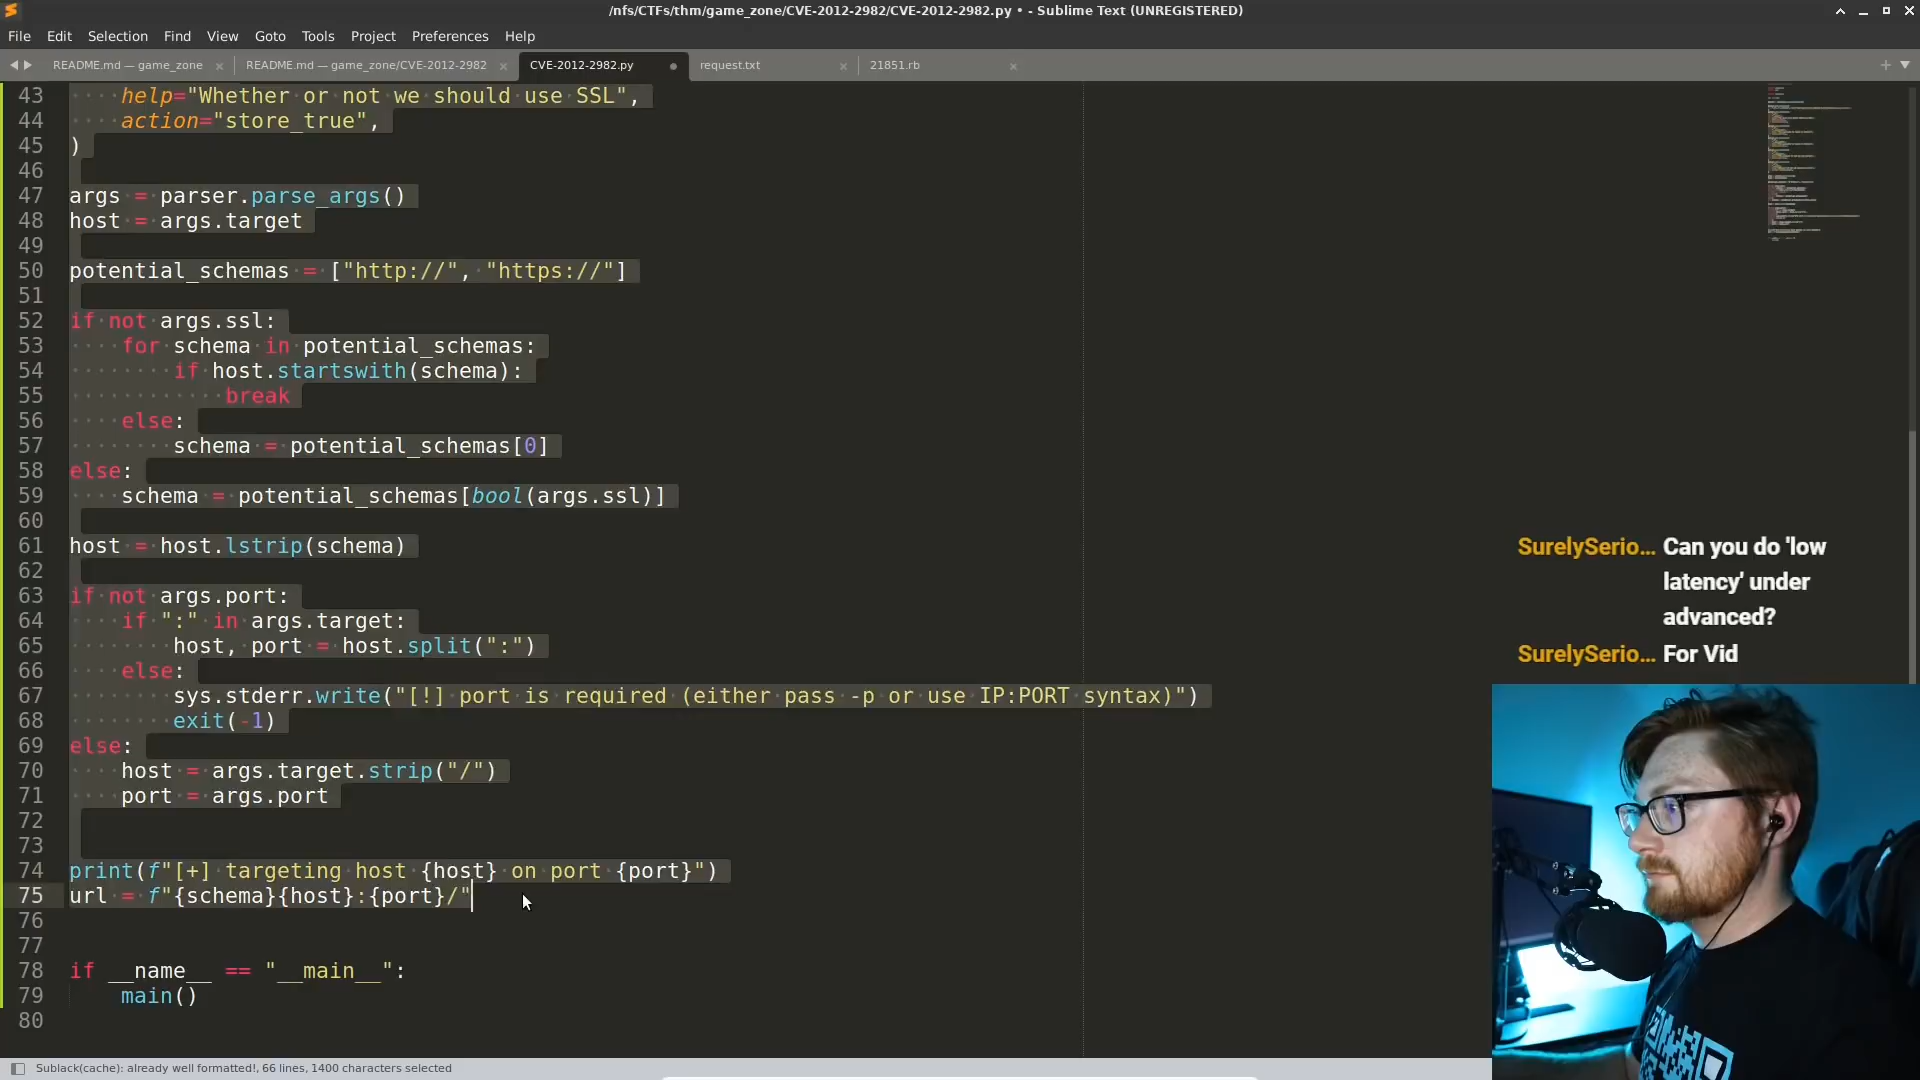 /nfs/CTFs/thm/game_zone/CVE-2012-2982/CVE-2012-2982.py • - Sublime Text (UNREGISTERED)
File Edit Selection Find View Goto Tools Project Preferences Help
README.md — game_zone × README.md — game_zone/CVE-2012-2982 × CVE-2012-2982.py request.txt × 21851.rb ×
43 help="Whether or not we should use SSL",
44 action="store_true",
45 )
46
47 args = parser.parse_args()
48 host = args.target
49
50 potential_schemas = ["http://", "https://"]
51
52 if not args.ssl:
53 for schema in potential_schemas:
54 if host.startswith(schema):
55 break
56 else:
57 schema = potential_schemas[0]
58 else:
59 schema = potential_schemas[bool(args.ssl)]
60
61 host = host.lstrip(schema)
62
63 if not args.port:
64 if ":" in args.target:
65 host, port = host.split(":")
66 else:
67 sys.stderr.write("[!] port is required (either pass -p or use IP:PORT syntax)")
68 exit(-1)
69 else:
70 host = args.target.strip("/")
71 port = args.port
72
73
74 print(f"[+] targeting host {host} on port {port}")
75 url = f"{schema}{host}:{port}/"
76
77
78 if __name__ == "__main__":
79 main()
80
SurelySerio... Can you do 'low
latency' under
advanced?
SurelySerio... For Vid
Sublack(cache): already well formatted!, 66 lines, 1400 characters selected